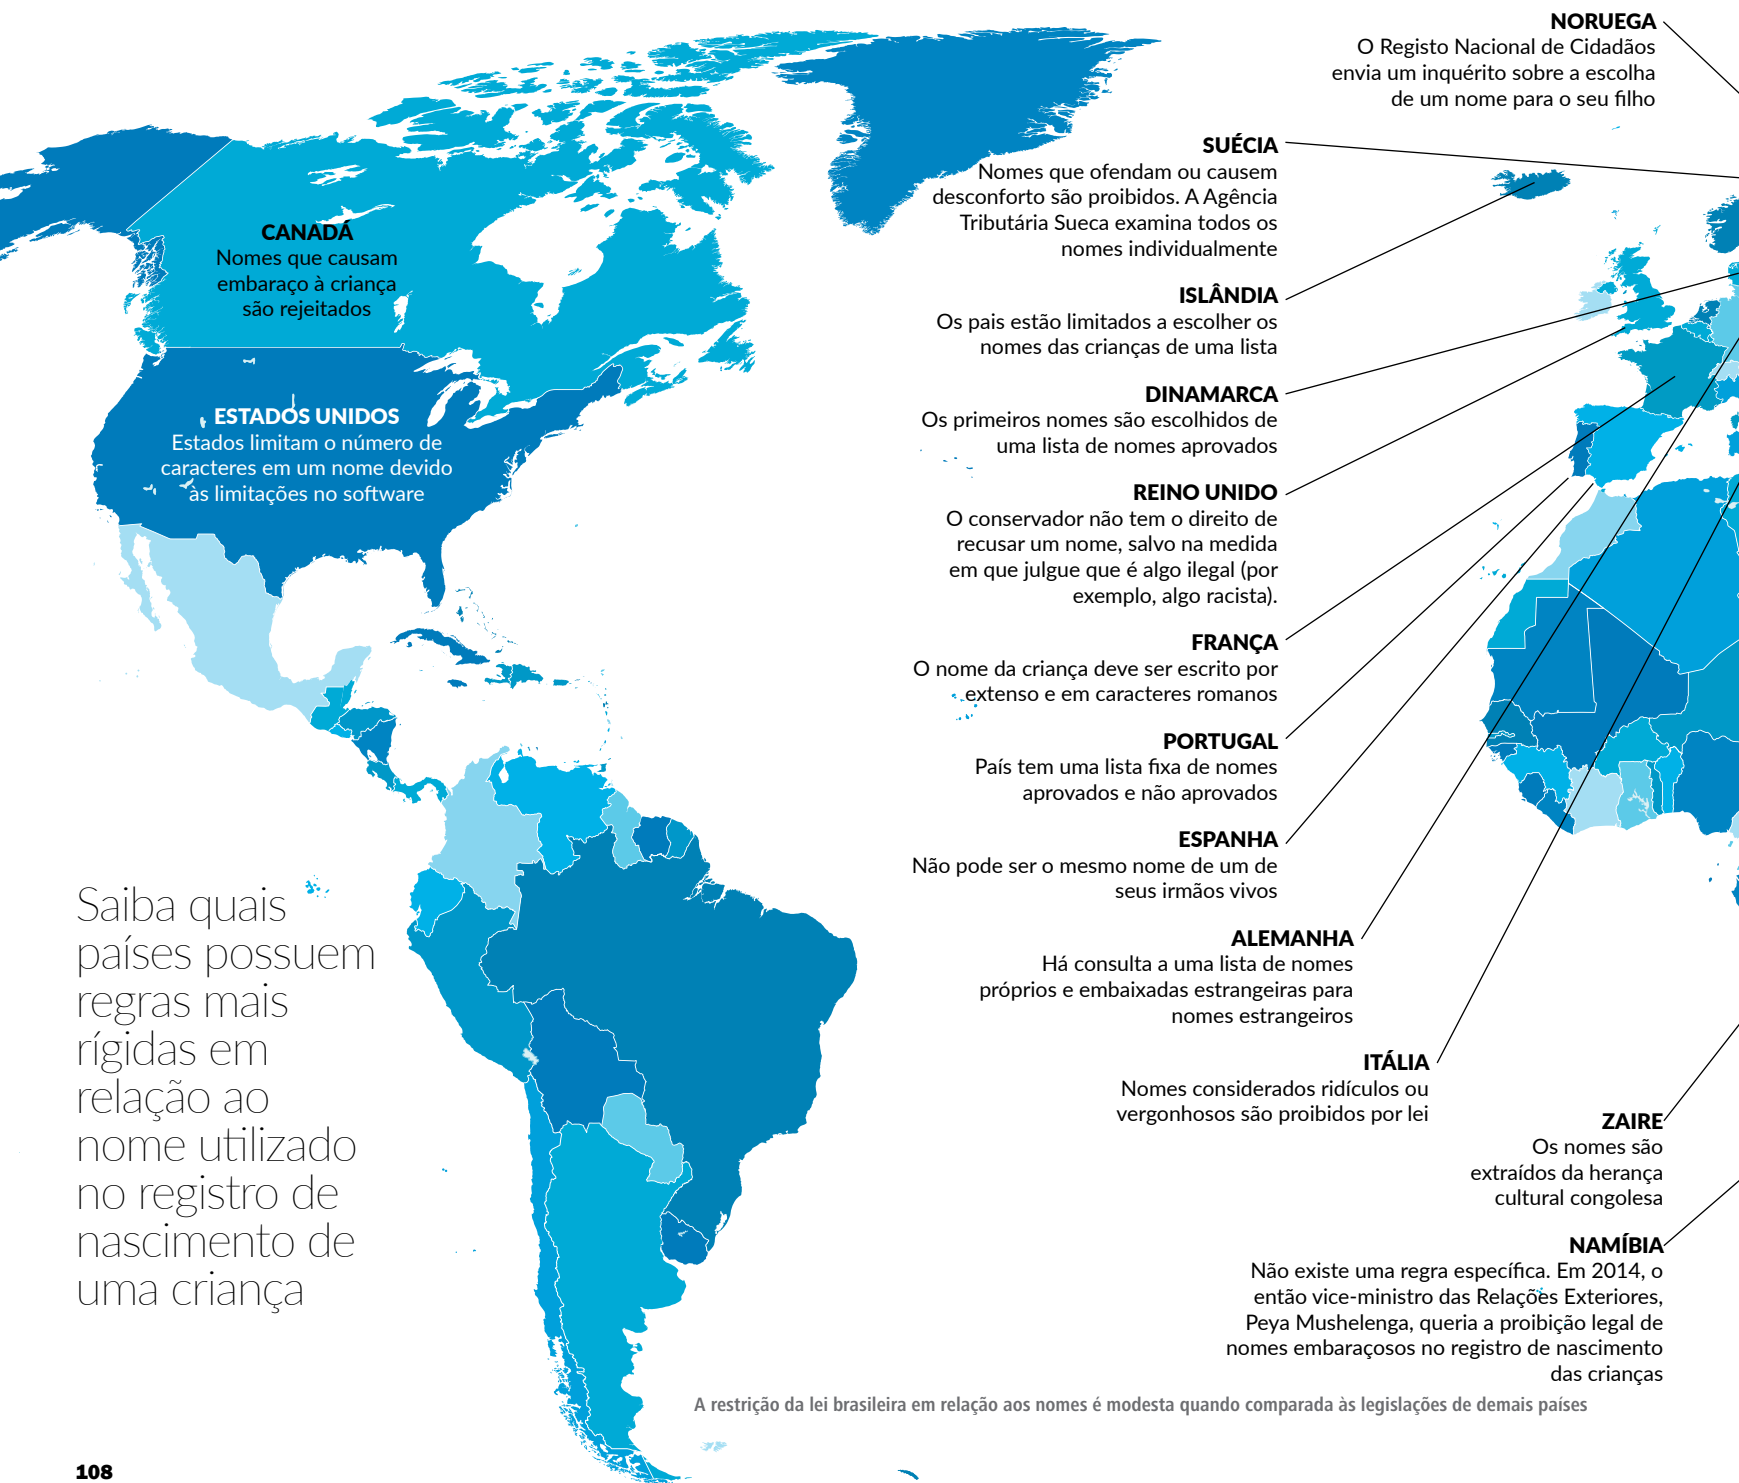 NORUEGA
O Registo Nacional de Cidadãos
envia um inquérito sobre a escolha
de um nome para o seu filho
SUÉCIA
Nomes que ofendam ou causem
desconforto são proibidos. A Agência
Tributária Sueca examina todos os
nomes individualmente
CANADÁ
Nomes que causam
embaraço à criança
são rejeitados
ISLÂNDIA
Os pais estão limitados a escolher os
nomes das crianças de uma lista
DINAMARCA
Os primeiros nomes são escolhidos de
uma lista de nomes aprovados
ESTADOS UNIDOS
Estados limitam o número de
caracteres em um nome devido
às limitações no software
REINO UNIDO
O conservador não tem o direito de
recusar um nome, salvo na medida
em que julgue que é algo ilegal (por
exemplo, algo racista).
FRANÇA
O nome da criança deve ser escrito por
extenso e em caracteres romanos
PORTUGAL
País tem uma lista fixa de nomes
aprovados e não aprovados
ESPANHA
Não pode ser o mesmo nome de um de
seus irmãos vivos
ALEMANHA
Há consulta a uma lista de nomes
próprios e embaixadas estrangeiras para
nomes estrangeiros
ITÁLIA
Nomes considerados ridículos ou
vergonhosos são proibidos por lei
ZAIRE
Os nomes são
extraídos da herança
cultural congolesa
NAMÍBIA
Não existe uma regra específica. Em 2014, o
então vice-ministro das Relações Exteriores,
Peya Mushelenga, queria a proibição legal de
nomes embaraçosos no registro de nascimento
das crianças
Saiba quais
países possuem
regras mais
rígidas em
relação ao
nome utilizado
no registro de
nascimento de
uma criança
A restrição da lei brasileira em relação aos nomes é modesta quando comparada às legislações de demais países
108